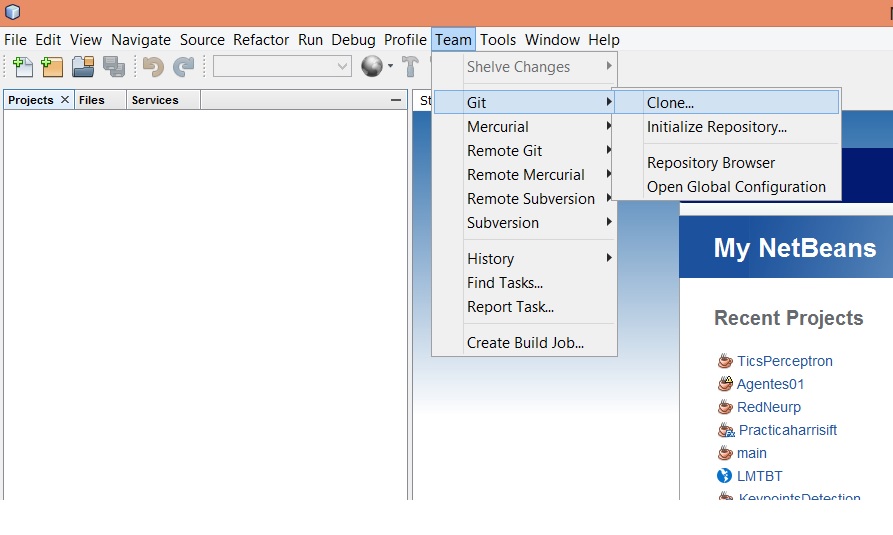 File Edit View Navigate Source Refactor Run Debug Profile Team Tools Window Help
Projects Files Services
Shelve Changes
Git
Mercurial
Remote Git
Remote Mercurial
Remote Subversion
Subversion
History
Find Tasks...
Report Task...
Create Build Job...
Clone...
Initialize Repository...
Repository Browser
Open Global Configuration
My NetBeans
Recent Projects
TicsPerceptron
Agentes01
RedNeurp
Practicaharrisift
main
LMTBT
KeypointsDetection